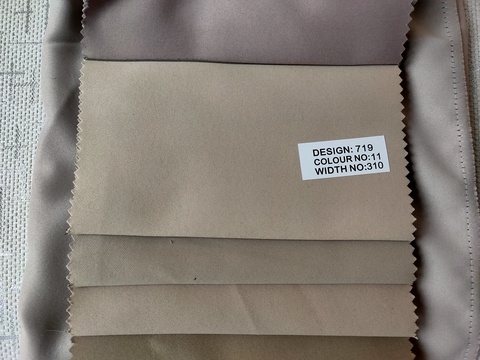 DESIGN: 719
COLOUR NO:11
WIDTH NO:310